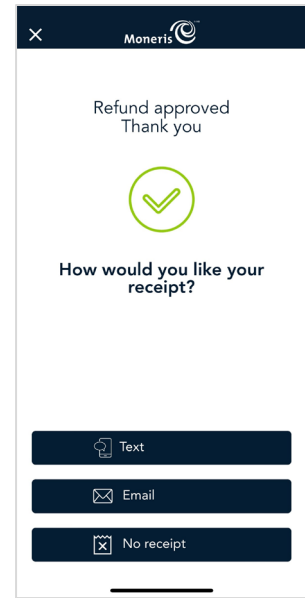 Moneris
Refund approved
Thank you
How would you like your
receipt?
Text
Email
No receipt